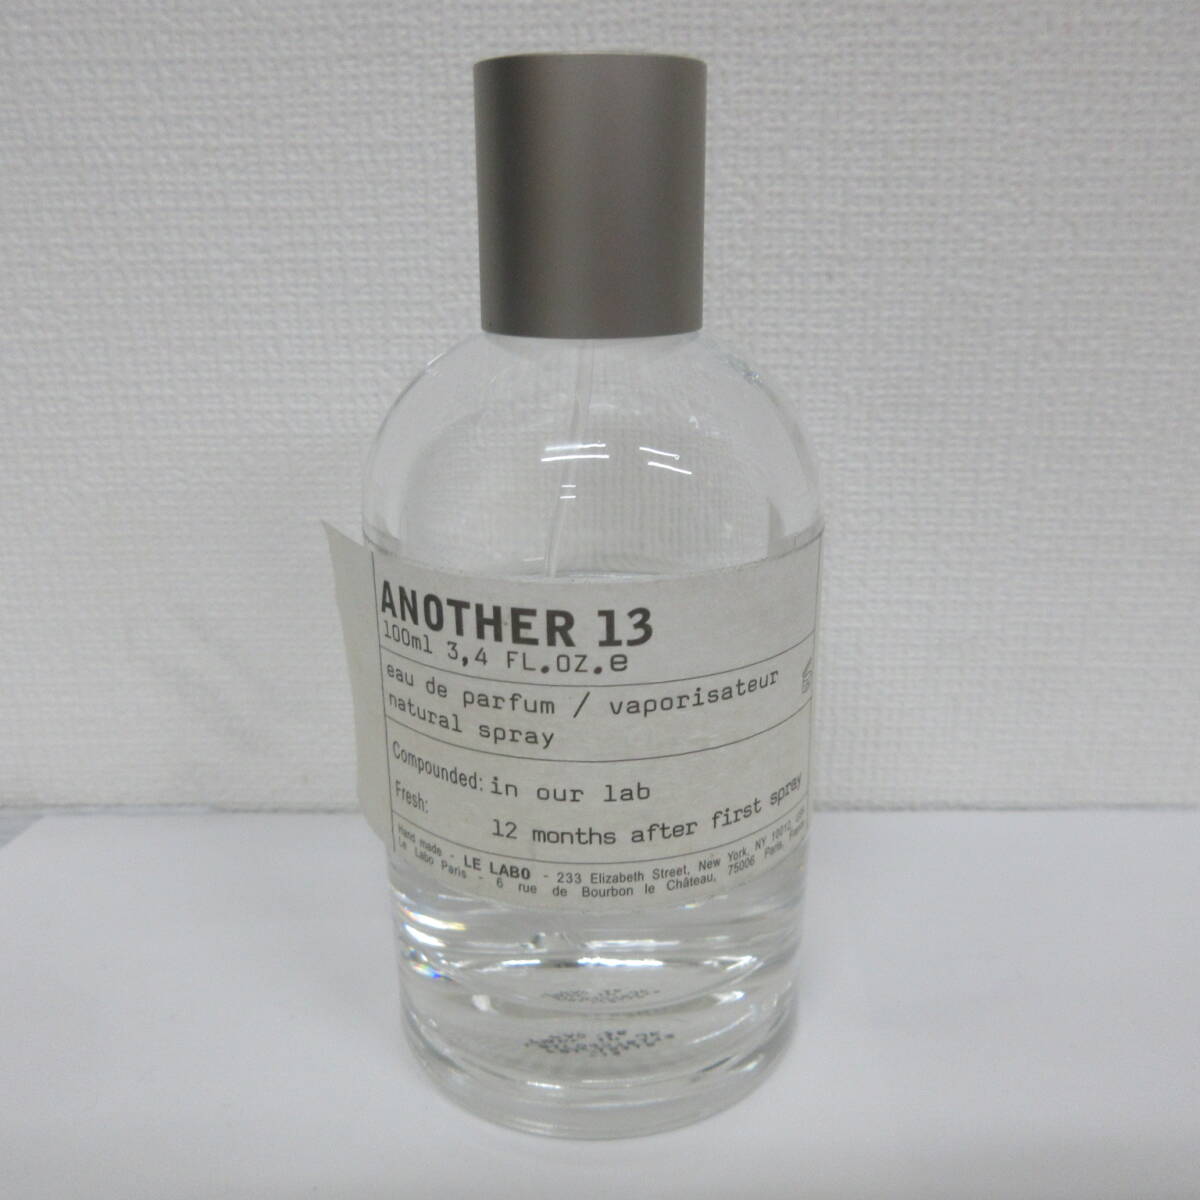 ANOTHER 13
100ml 3,4 FL.OZ.e
eau de parfum / vaporisateur
natural spray
Compounded: in our lab
Fresh: 12 months after first spray
Hand made - LE LABO - 233 Elizabeth Street, New York, NY 10012,
Le Labo Paris - 6 rue de Bourbon le Château, 75006 Paris, France